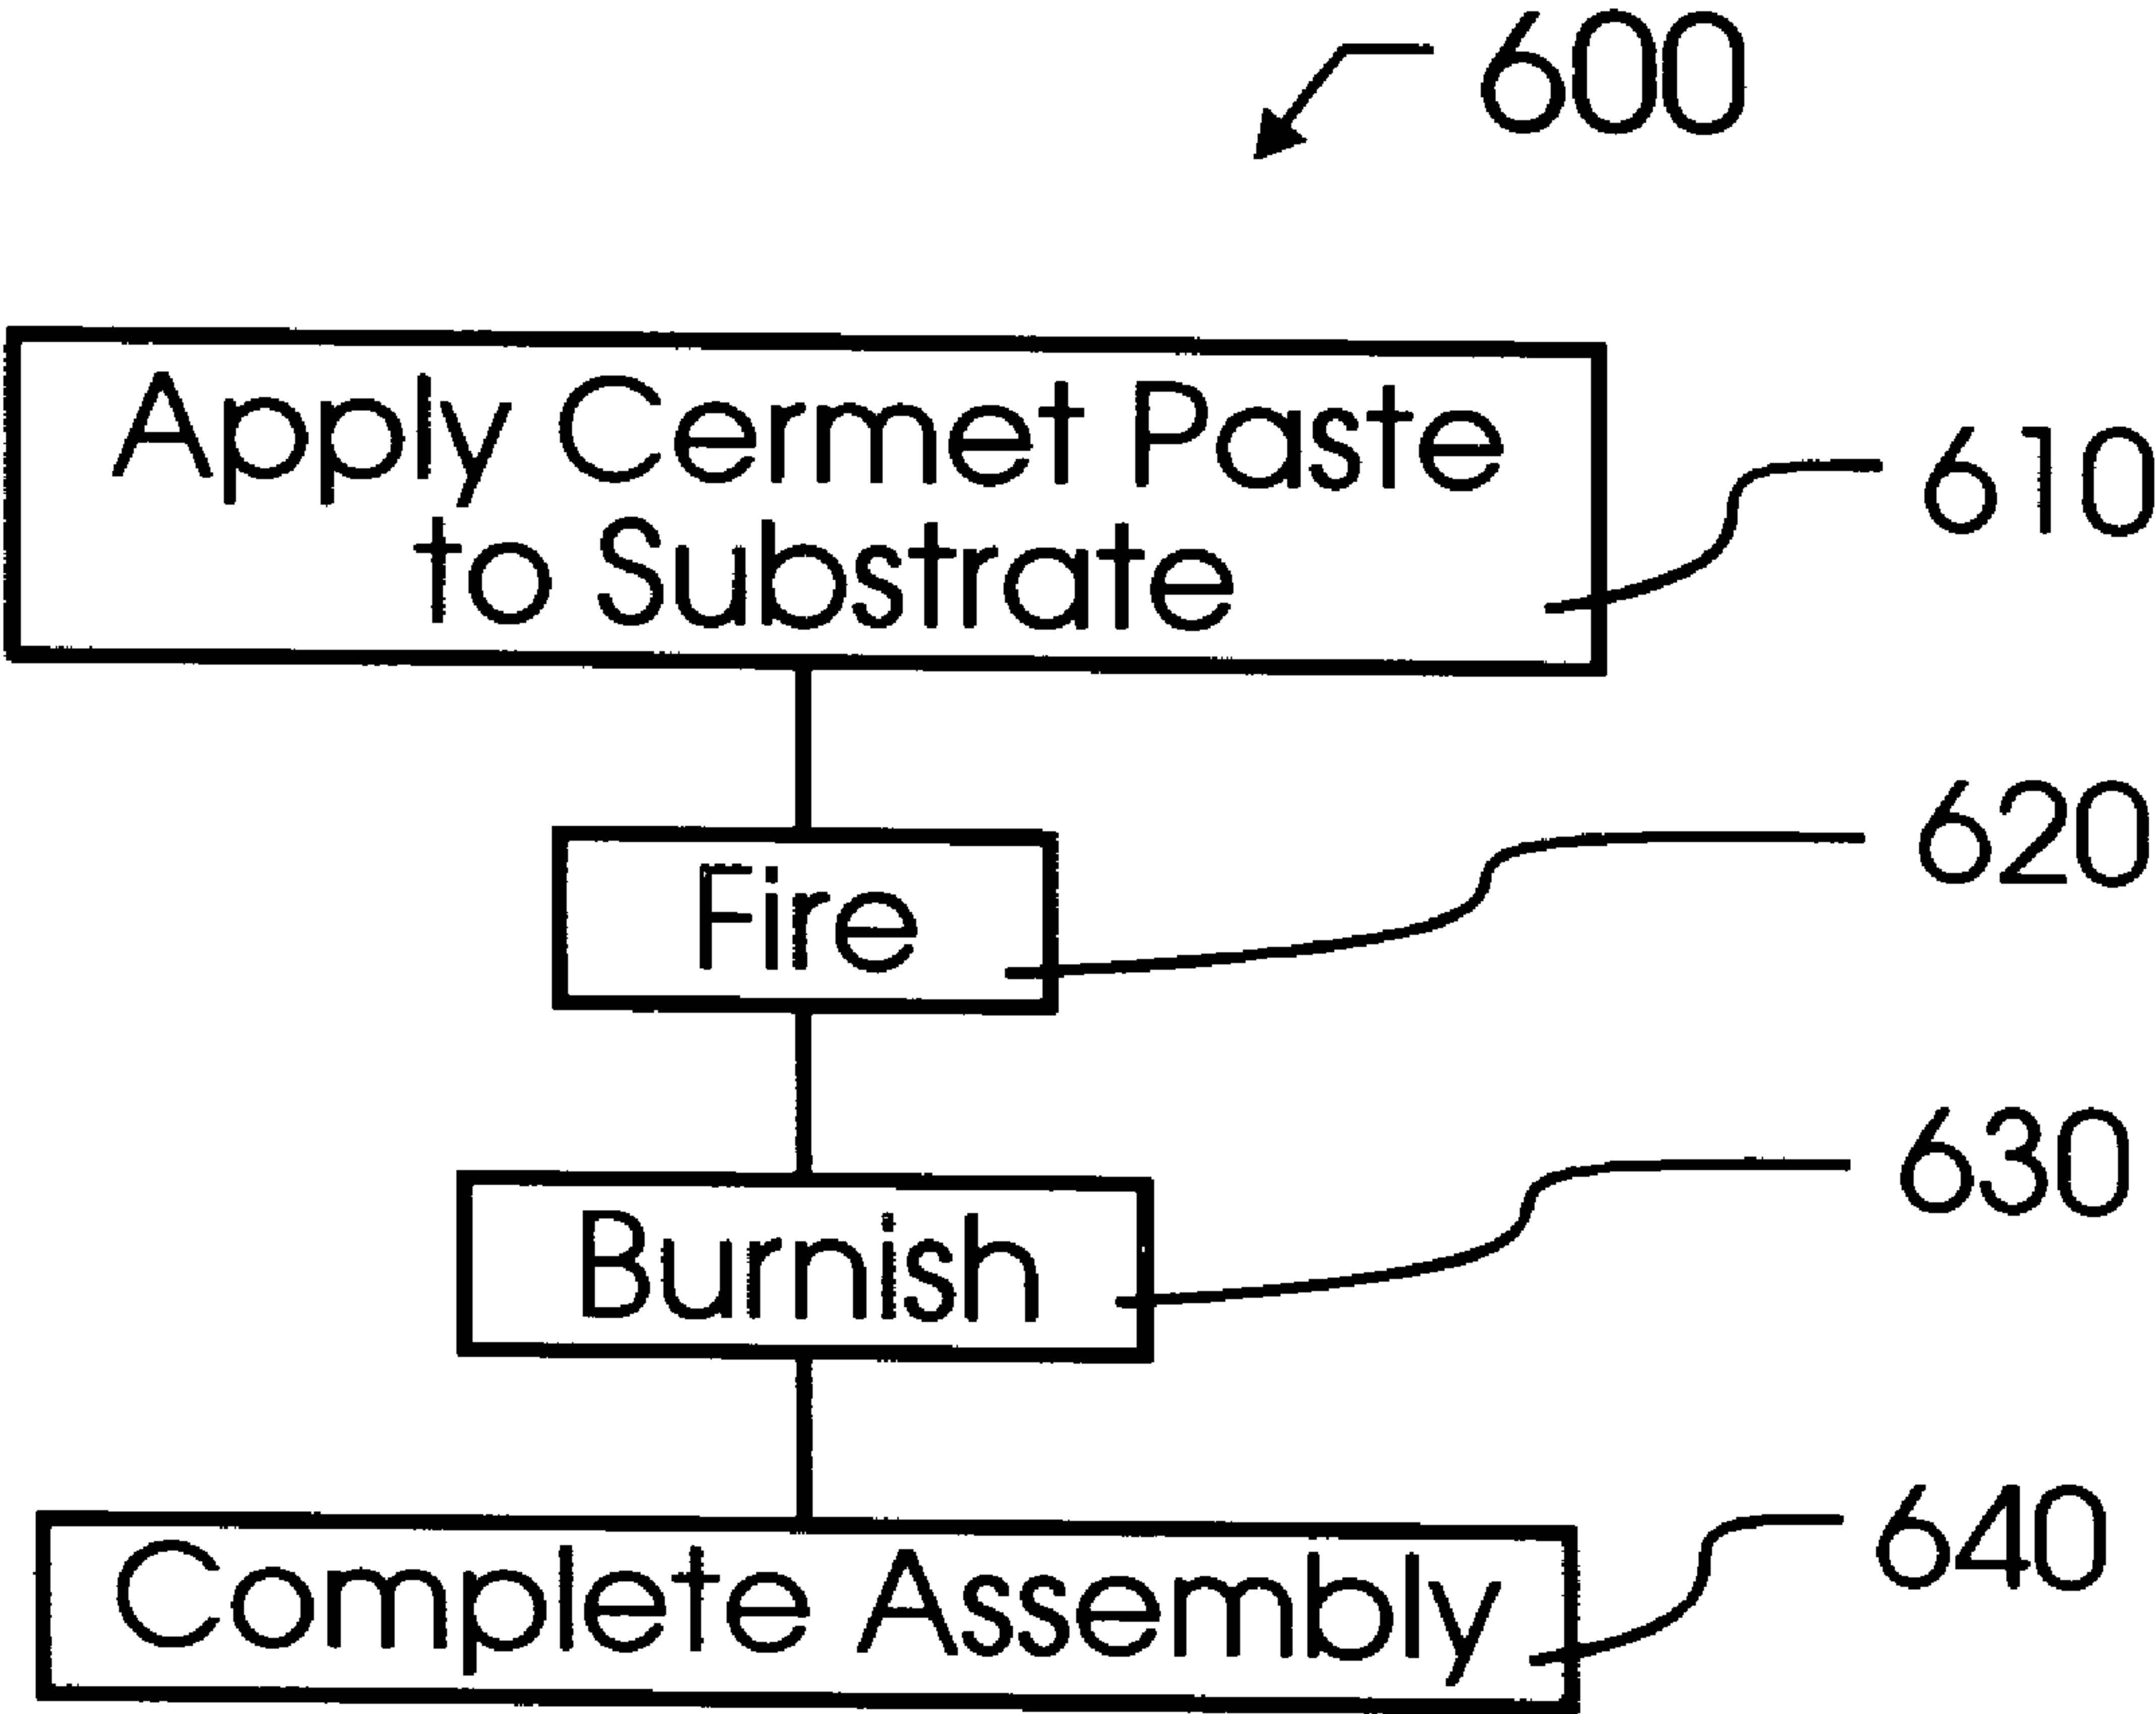 600
Apply Cermet Paste
to Substrate
610
Fire
620
Burnish
630
Complete Assembly
640